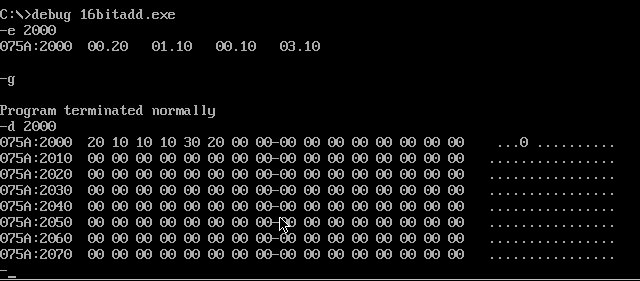 C:\>debug 16bitadd.exe
-e 2000
075A:2000  00.20  01.10  00.10  03.10
-g
Program terminated normally
-d 2000
075A:2000  20 10 10 10 30 20 00 00-00 00 00 00 00 00 00 00   ...0 ..........
075A:2010  00 00 00 00 00 00 00 00-00 00 00 00 00 00 00 00  ................
075A:2020  00 00 00 00 00 00 00 00-00 00 00 00 00 00 00 00  ................
075A:2030  00 00 00 00 00 00 00 00-00 00 00 00 00 00 00 00  ................
075A:2040  00 00 00 00 00 00 00 00-00 00 00 00 00 00 00 00  ................
075A:2050  00 00 00 00 00 00 00 00-00 00 00 00 00 00 00 00  ................
075A:2060  00 00 00 00 00 00 00 00-00 00 00 00 00 00 00 00  ................
075A:2070  00 00 00 00 00 00 00 00-00 00 00 00 00 00 00 00  ................
-_